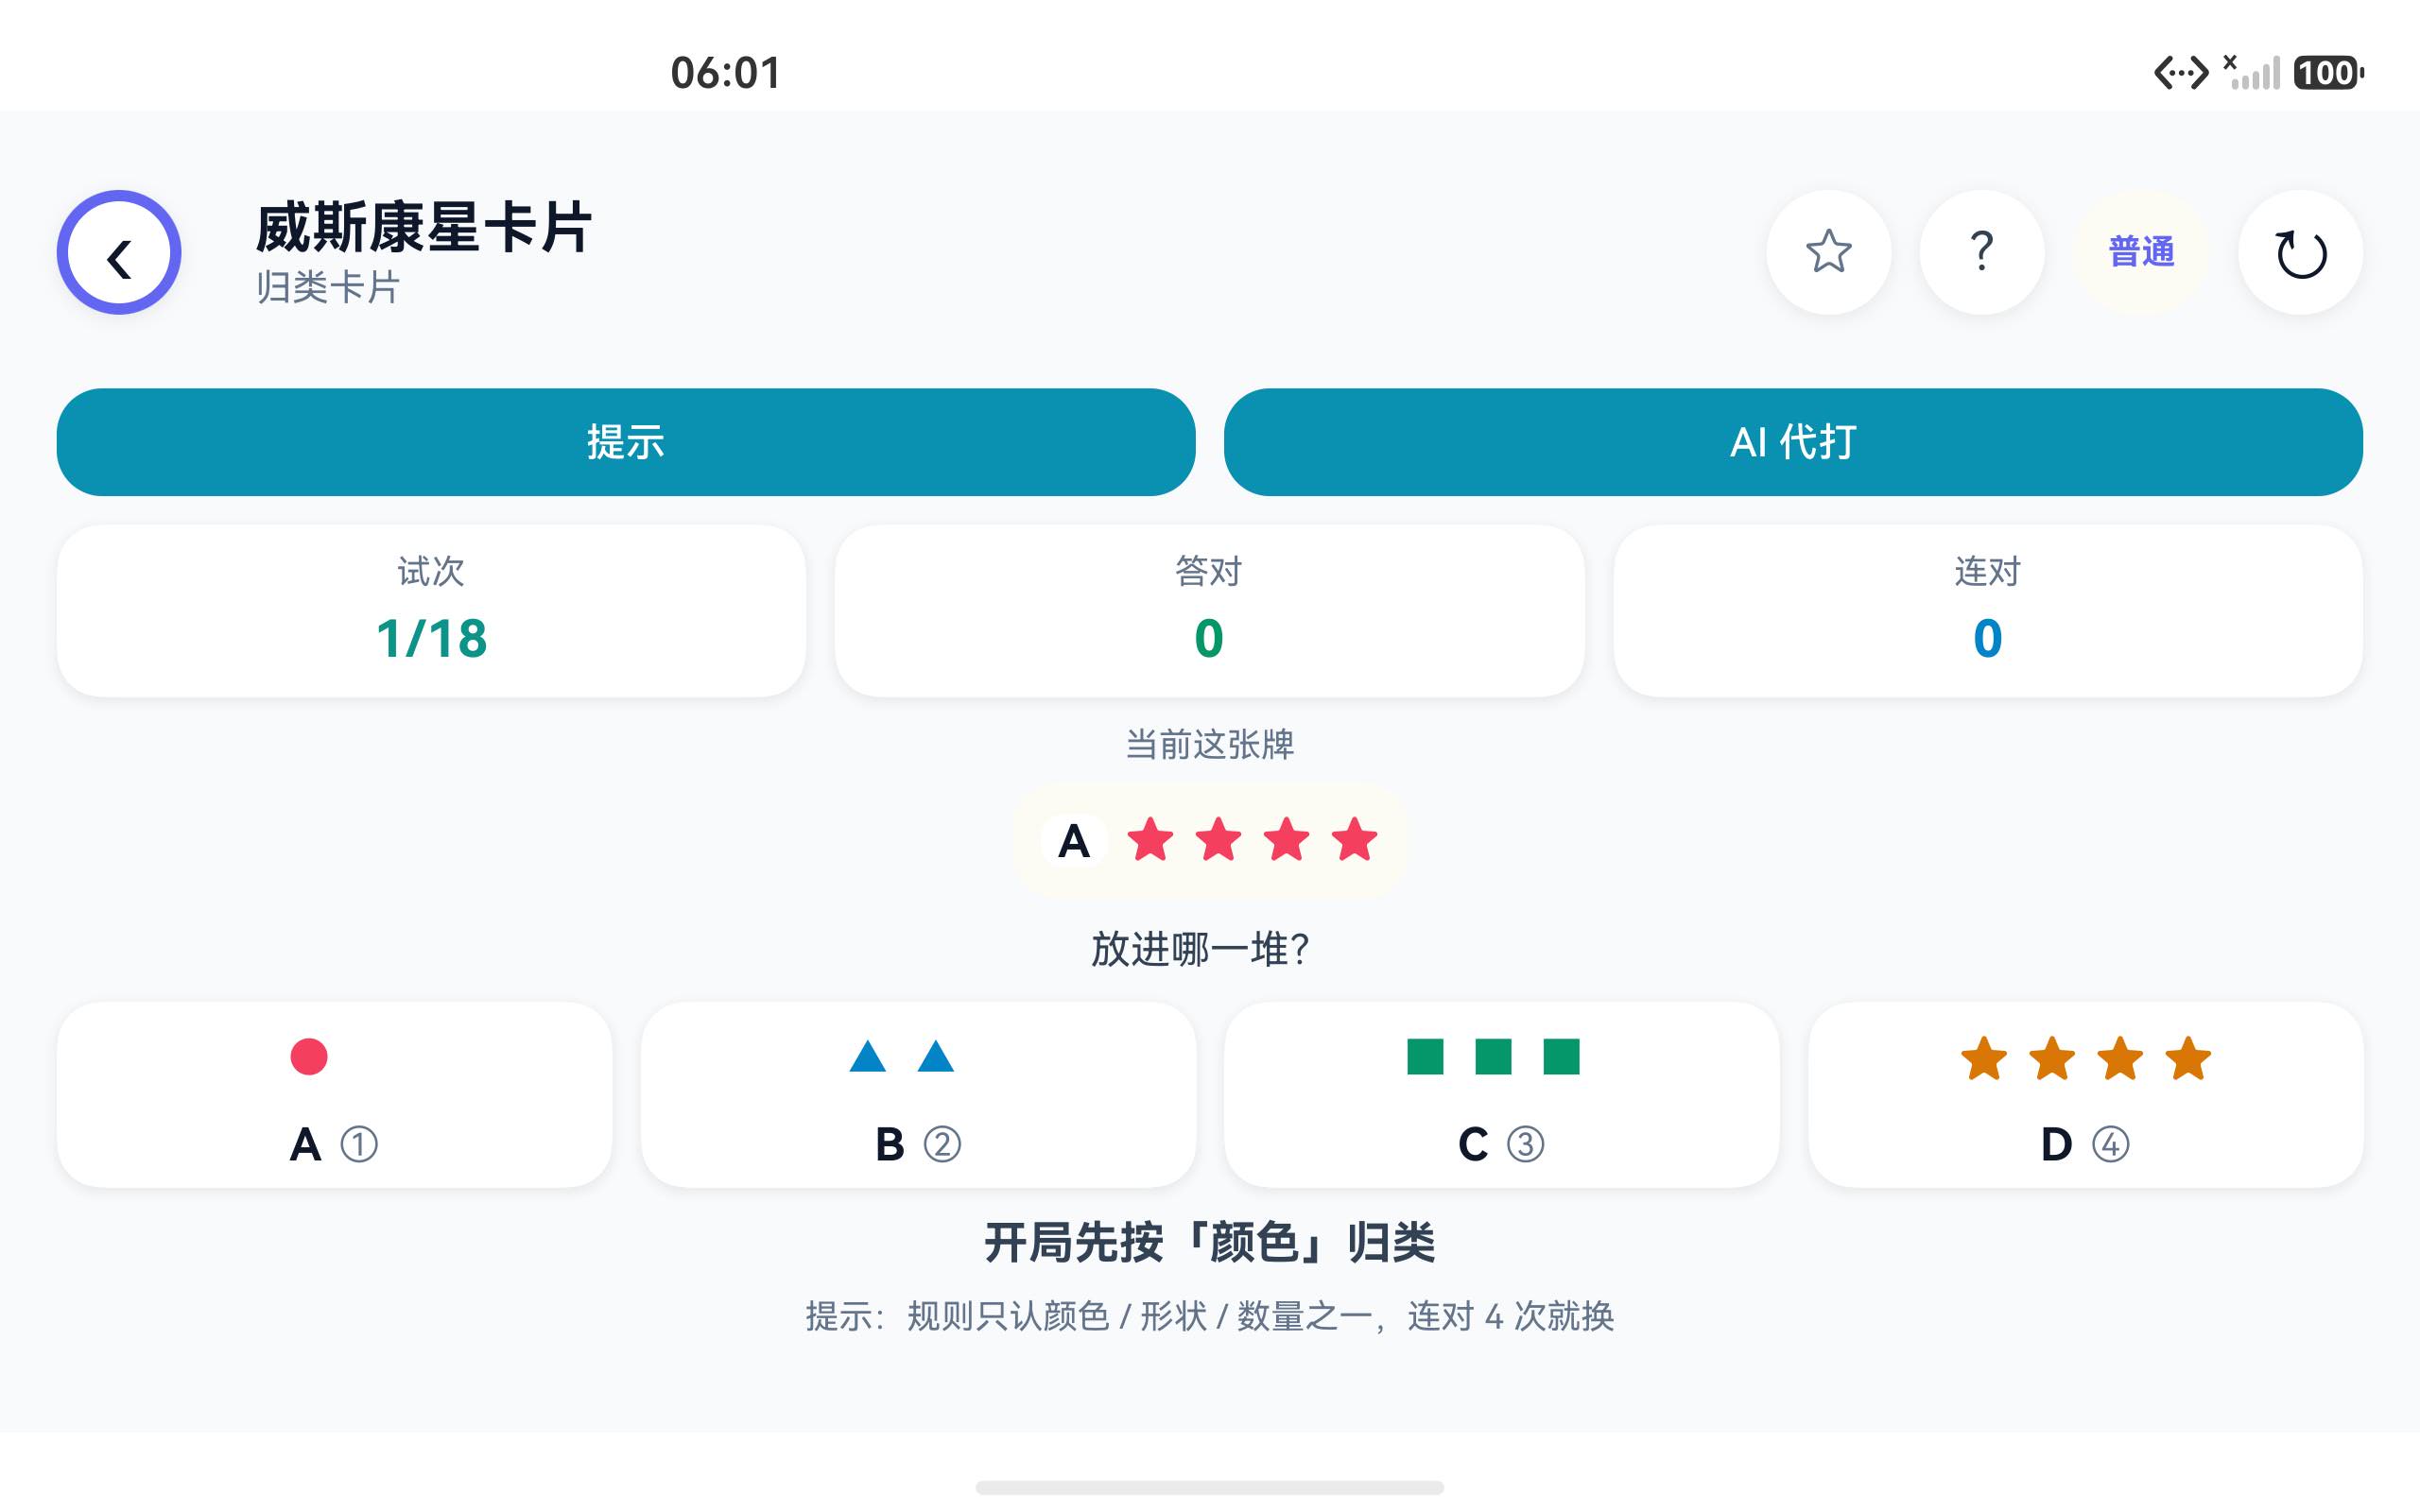 06:01
100
威斯康星卡片
归类卡片
?
普通
提示
AI 代打
试次
1/18
答对
0
连对
0
当前这张牌
A
放进哪一堆？
A ①
B ②
C ③
D ④
开局先按「颜色」归类
提示：规则只认颜色 / 形状 / 数量之一，连对 4 次就换